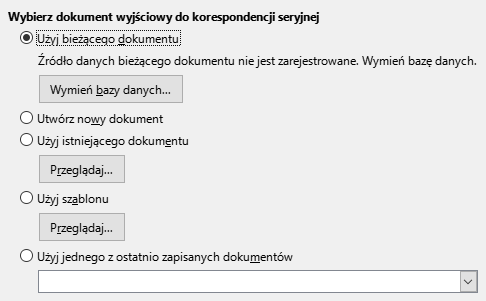 Wybierz dokument wyjściowy do korespondencji seryjnej
Użyj bieżącego dokumentu
Źródło danych bieżącego dokumentu nie jest zarejestrowane. Wymień bazę danych.
Wymień bazy danych...
Utwórz nowy dokument
Użyj istniejącego dokumentu
Przeglądaj...
Użyj szablonu
Przeglądaj...
Użyj jednego z ostatnio zapisanych dokumentów